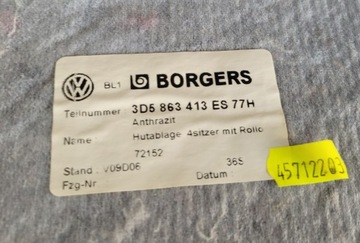 BL1 BORGERS
Teilnummer: 3D5 863 413 ES 77H
Anthrazit
Name Hutablage 4sitzer mit Rollo
72152
Stand: V09D06 36S
Fzg-Nr Datum
45712203